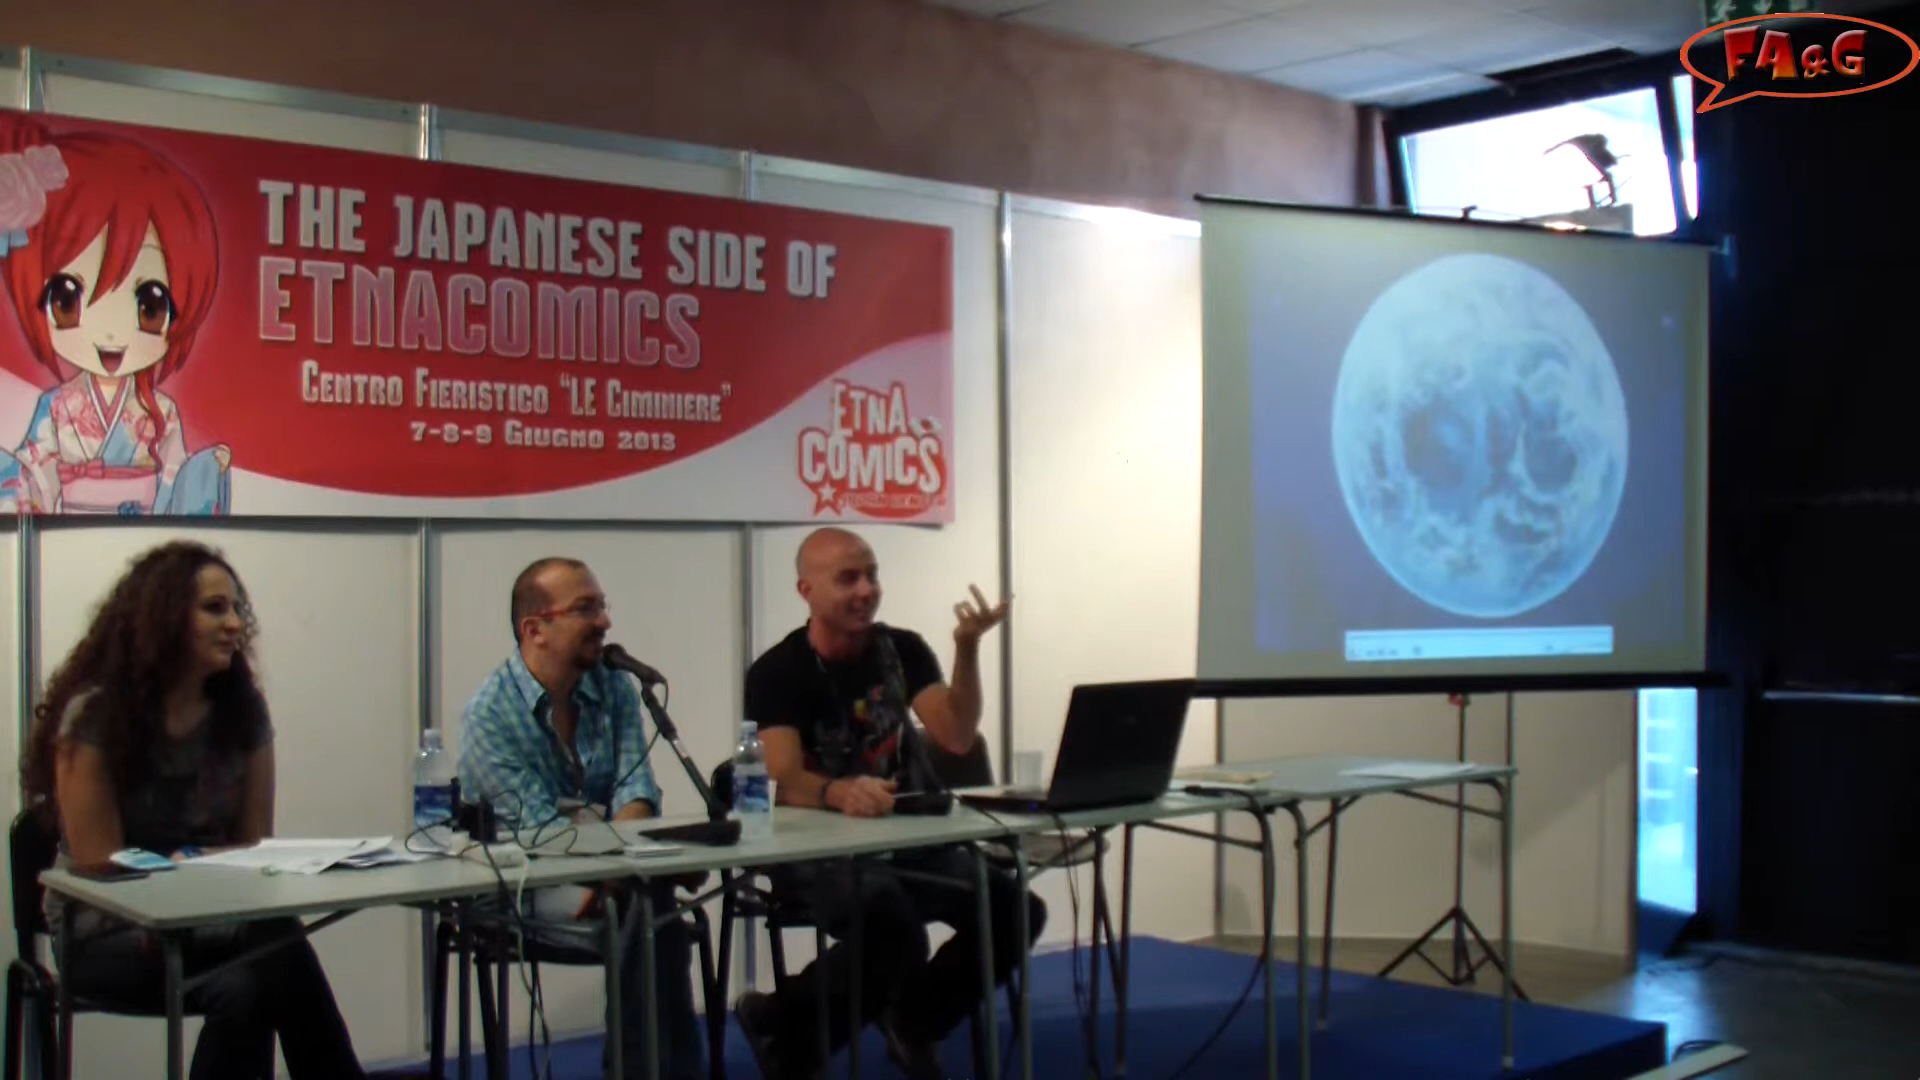 FA&G
THE JAPANESE SIDE OF
ETNACOMICS
CENTRO FIERISTICO "LE CIMINIERE"
7-8-9 GIUGNO 2013
ETNA
COMICS